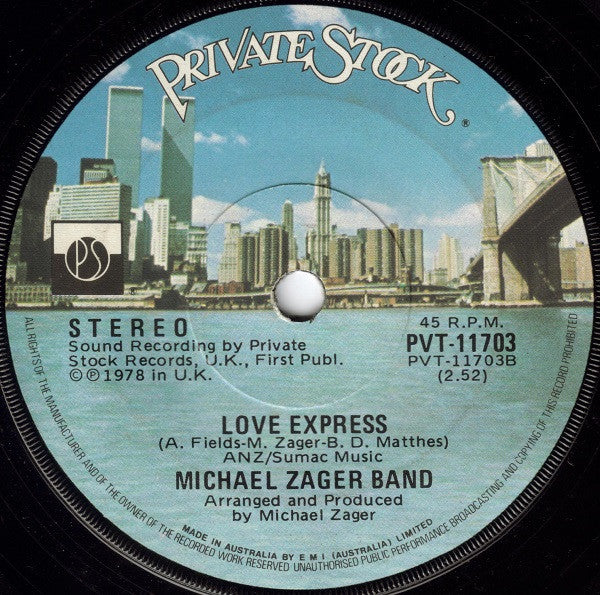 PRIVATE STOCK
®
PS
STEREO
Sound Recording by Private
Stock Records, U.K., First Publ.
©℗1978 in U.K.
45 R.P.M.
PVT-11703
PVT-11703B
(2.52)
LOVE EXPRESS
(A. Fields-M. Zager-B. D. Matthes)
ANZ/Sumac Music
MICHAEL ZAGER BAND
Arranged and Produced
by Michael Zager
MADE IN AUSTRALIA BY E M I (AUSTRALIA) LIMITED
ALL RIGHTS OF THE MANUFACTURER AND OF THE OWNER OF THE RECORDED WORK RESERVED UNAUTHORISED PUBLIC PERFORMANCE BROADCASTING AND COPYING OF THIS RECORD PROHIBITED